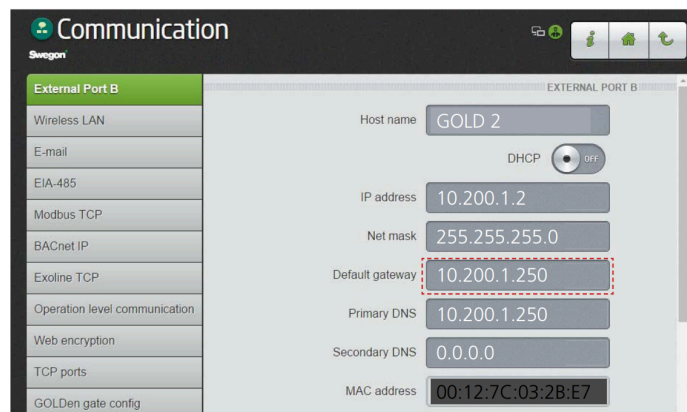 Communication
Swegon
External Port B
Wireless LAN
E-mail
EIA-485
Modbus TCP
BACnet IP
Exoline TCP
Operation level communication
Web encryption
TCP ports
GOLDen gate config
EXTERNAL PORT B
Host name GOLD 2
DHCP OFF
IP address 10.200.1.2
Net mask 255.255.255.0
Default gateway 10.200.1.250
Primary DNS 10.200.1.250
Secondary DNS 0.0.0.0
MAC address 00:12:7C:03:2B:E7